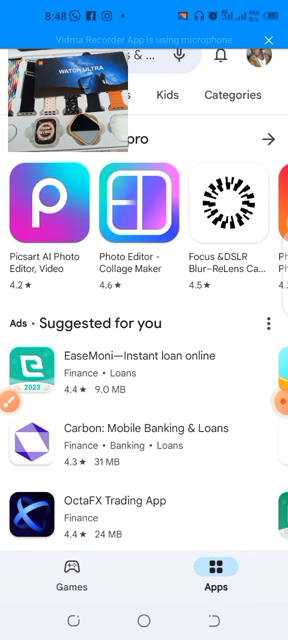 8:48
Vidma Recorder App is using microphone
WATCH ULTRA
s & ...
s Kids Categories
pro
Picsart AI Photo
Editor, Video
4.2★
Photo Editor -
Collage Maker
4.6★
Focus &DSLR
Blur–ReLens Ca...
4.5★
Ph
Ph
4.
Ads • Suggested for you
EaseMoni—Instant loan online
Finance • Loans
4.4★ 9.0 MB
2023
Carbon: Mobile Banking & Loans
Finance • Banking • Loans
4.3★ 31 MB
OctaFX Trading App
Finance
4.4★ 24 MB
Games Apps